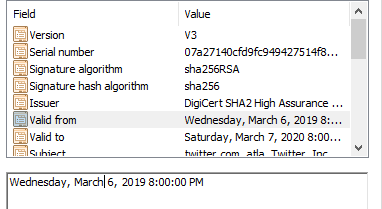 Field Value
Version V3
Serial number 07a27140cfd9fc949427514f8...
Signature algorithm sha256RSA
Signature hash algorithm sha256
Issuer DigiCert SHA2 High Assurance ...
Valid from Wednesday, March 6, 2019 8:...
Valid to Saturday, March 7, 2020 8:00:...
Subject twitter.com, atla, Twitter, Inc
Wednesday, March 6, 2019 8:00:00 PM